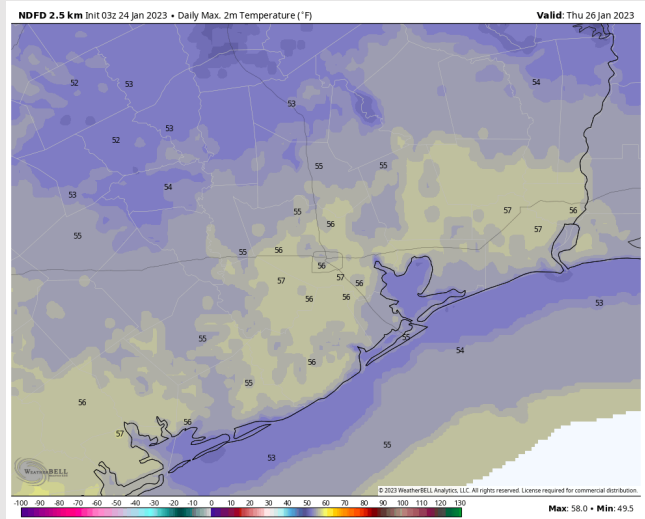 NDFD 2.5 km Init 03z 24 Jan 2023 • Daily Max. 2m Temperature (°F)
Valid: Thu 26 Jan 2023
52 53 54
53
53
52
55 55
54
53
55 57 56
56 57
55
55 56
56
57 57
56
56 56
53
55 55
54
56
55
56
57 56
55
53
WeatherBELL
© 2023 WeatherBELL Analytics, LLC. All rights reserved. License required for commercial distribution.
-100 -90 -80 -70 -60 -50 -40 -30 -20 -10 0 10 20 30 40 50 60 70 80 90 100 110 120 130
Max: 58.0 • Min: 49.5